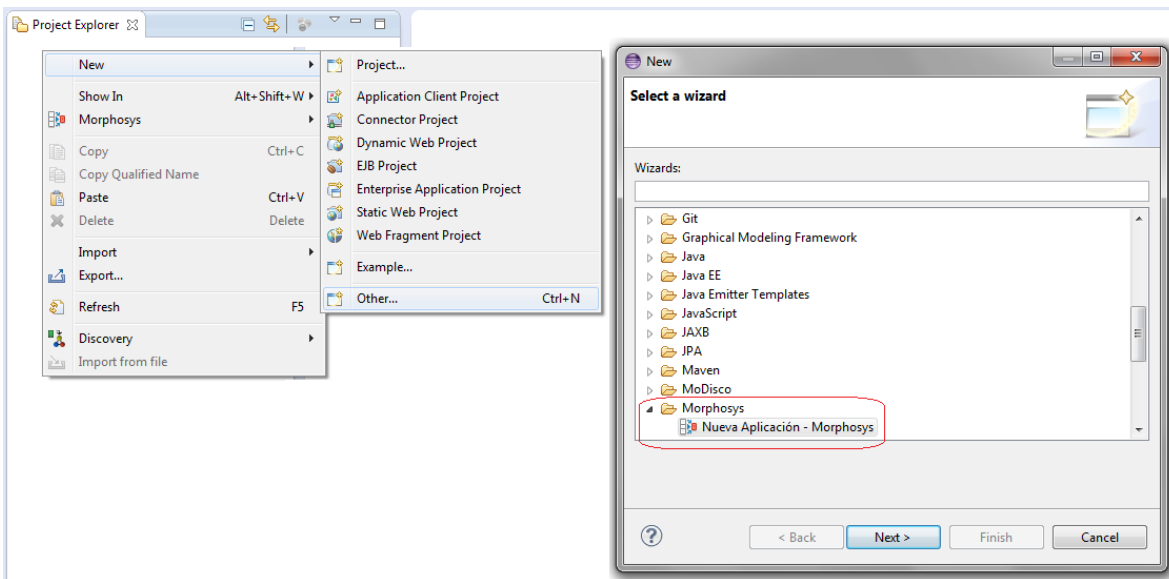 Project Explorer
New
Show In Alt+Shift+W
Morphosys
Copy Ctrl+C
Copy Qualified Name
Paste Ctrl+V
Delete Delete
Import
Export...
Refresh F5
Discovery
Import from file
Project...
Application Client Project
Connector Project
Dynamic Web Project
EJB Project
Enterprise Application Project
Static Web Project
Web Fragment Project
Example...
Other... Ctrl+N
New
Select a wizard
Wizards:
Git
Graphical Modeling Framework
Java
Java EE
Java Emitter Templates
JavaScript
JAXB
JPA
Maven
MoDisco
Morphosys
Nueva Aplicación - Morphosys
< Back Next > Finish Cancel